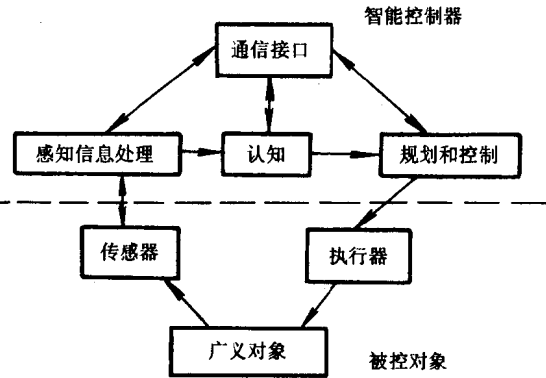 智能控制器
通信接口
感知信息处理
认知
规划和控制
传感器
执行器
广义对象
被控对象